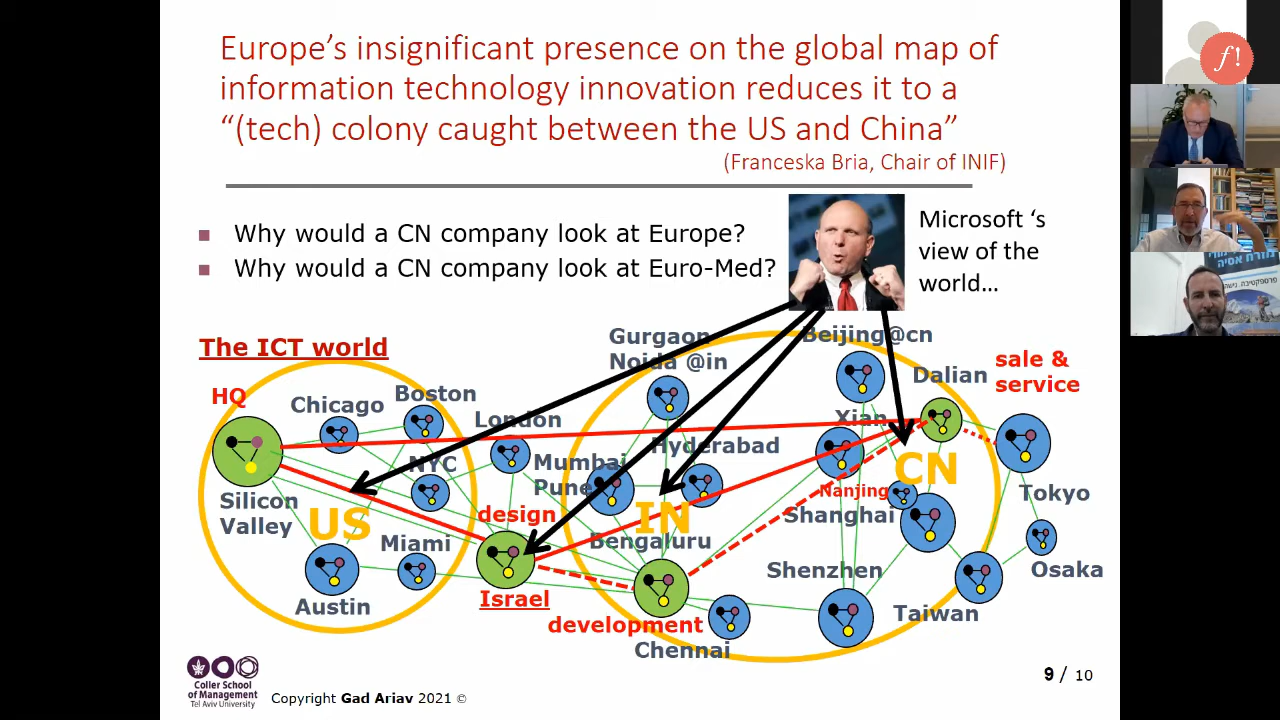 Europe’s insignificant presence on the global map of
information technology innovation reduces it to a
“(tech) colony caught between the US and China”
(Franceska Bria, Chair of INIF)
Why would a CN company look at Europe?
Why would a CN company look at Euro-Med?
Microsoft ‘s
view of the
world…
f!
מזרח אסיה
The ICT world
HQ
Chicago
Boston
London
Gurgaon
Noida @in
Beijing@cn
Dalian
sale &
service
NYC
Mumbai
Pune
Hyderabad
Xian
CN
Silicon
Valley
US
design
IN
Nanjing
Shanghai
Tokyo
Miami
Bengaluru
Shenzhen
Osaka
Austin
Israel
development
Chennai
Taiwan
Coller School
of Management
Tel Aviv University
Copyright Gad Ariav 2021 ©
9 / 10